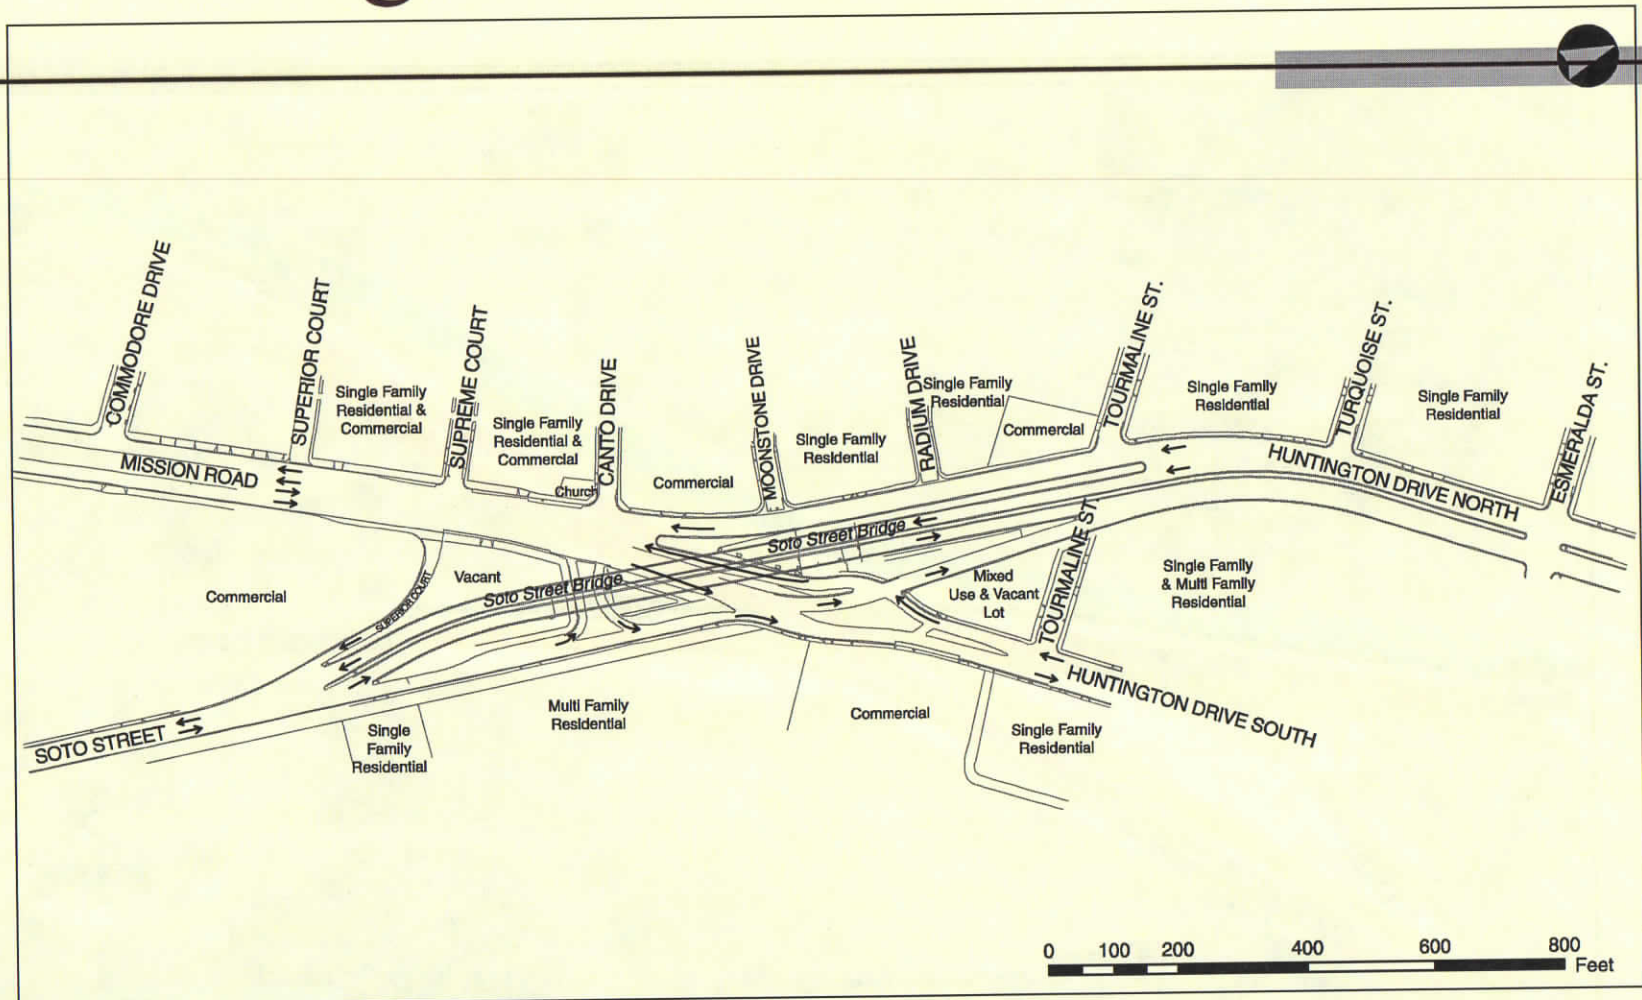 COMMODORE DRIVE
SUPERIOR COURT
Single Family
Residential &
Commercial
SUPREME COURT
Single Family
Residential &
Commercial
Church
CANTO DRIVE
Commercial
MOONSTONE DRIVE
Single Family
Residential
RADIUM DRIVE
Single Family
Residential
Commercial
TOURMALINE ST.
Single Family
Residential
TURQUOISE ST.
Single Family
Residential
ESMERALDA ST.
MISSION ROAD
HUNTINGTON DRIVE NORTH
Soto Street Bridge
Commercial
SUPERIOR COURT
Vacant
Soto Street Bridge
Mixed
Use & Vacant
Lot
TOURMALINE ST.
Single Family
& Multi Family
Residential
SOTO STREET
Single
Family
Residential
Multi Family
Residential
Commercial
Single Family
Residential
HUNTINGTON DRIVE SOUTH
0 100 200 400 600 800
Feet